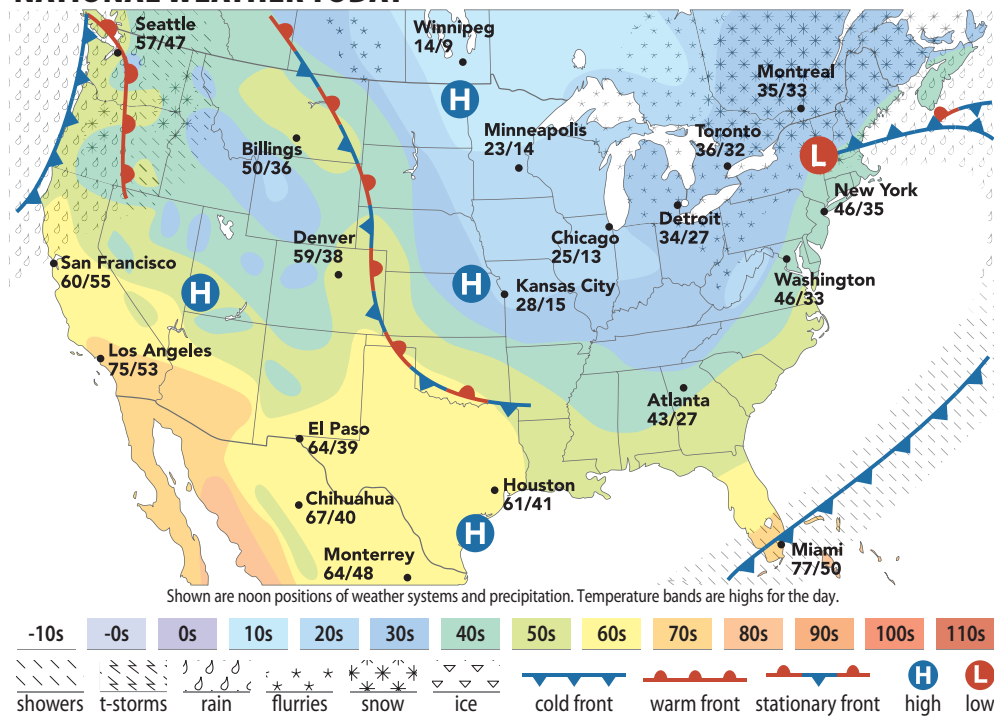 NATIONAL WEATHER TODAY
Seattle
57/47
Winnipeg
14/9
Montreal
35/33
Billings
50/36
Minneapolis
23/14
Toronto
36/32
New York
46/35
Denver
59/38
Chicago
25/13
Detroit
34/27
San Francisco
60/55
Kansas City
28/15
Washington
46/33
Los Angeles
75/53
Atlanta
43/27
El Paso
64/39
Chihuahua
67/40
Houston
61/41
Monterrey
64/48
Miami
77/50
H
H
H
H
L
Shown are noon positions of weather systems and precipitation. Temperature bands are highs for the day.
-10s -0s 0s 10s 20s 30s 40s 50s 60s 70s 80s 90s 100s 110s
H L
showers t-storms rain flurries snow ice cold front warm front stationary front high low